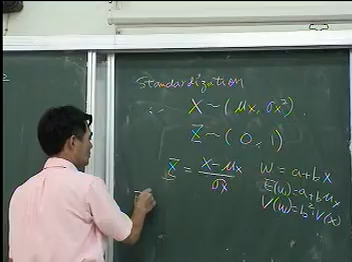 Standardization
X ~ ( μx, σx² )
Z ~ ( 0, 1 )
Z = X - μx / σx
W = a + b X
E(W) = a + b μx
V(W) = b² V(X)